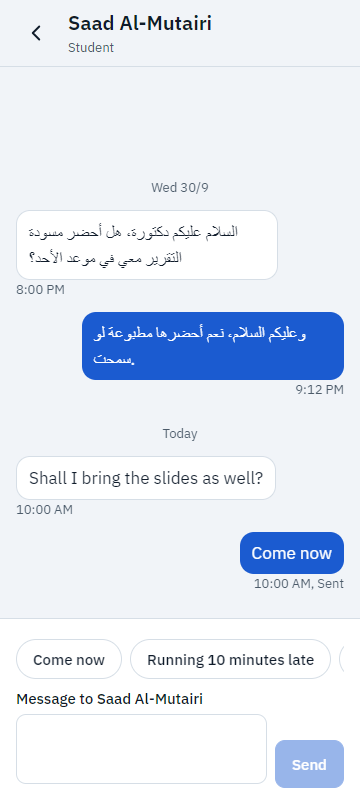 Saad Al-Mutairi
Student
Wed 30/9
السلام عليكم دكتورة، هل أحضر مسودة
التقرير معي في موعد الأحد؟
8:00 PM
وعليكم السلام، نعم أحضرها مطبوعة لو
سمحت.
9:12 PM
Today
Shall I bring the slides as well?
10:00 AM
Come now
10:00 AM, Sent
Come now
Running 10 minutes late
Message to Saad Al-Mutairi
Send